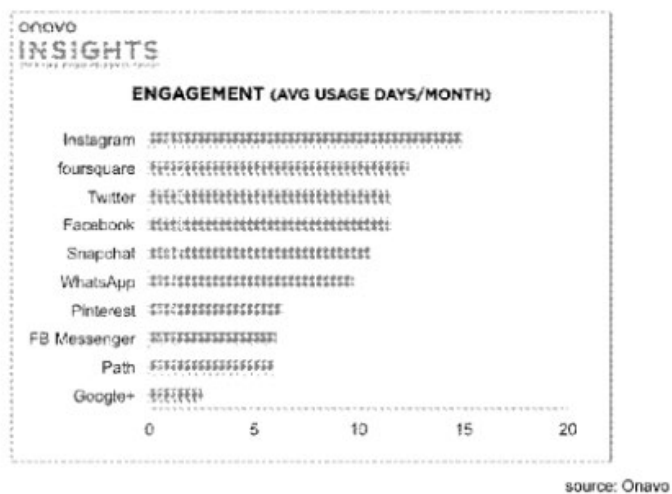 onavo
INSIGHTS
ENGAGEMENT (AVG USAGE DAYS/MONTH)
Instagram
foursquare
Twitter
Facebook
Snapchat
WhatsApp
Pinterest
FB Messenger
Path
Google+
0 5 10 15 20
source: Onavo